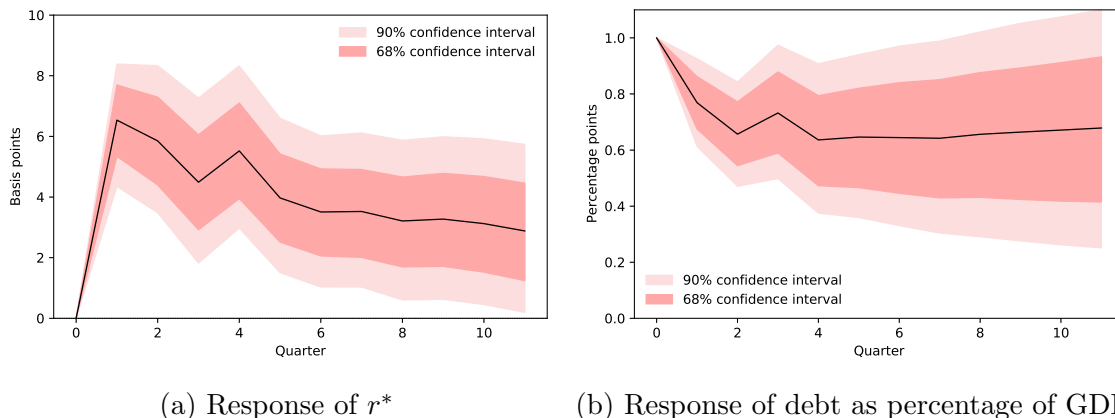 10
8
6
4
2
0
Basis points
90% confidence interval
68% confidence interval
0 2 4 6 8 10
Quarter
(a) Response of r*
1.0
0.8
0.6
0.4
0.2
0.0
Percentage points
90% confidence interval
68% confidence interval
0 2 4 6 8 10
Quarter
(b) Response of debt as percentage of GD